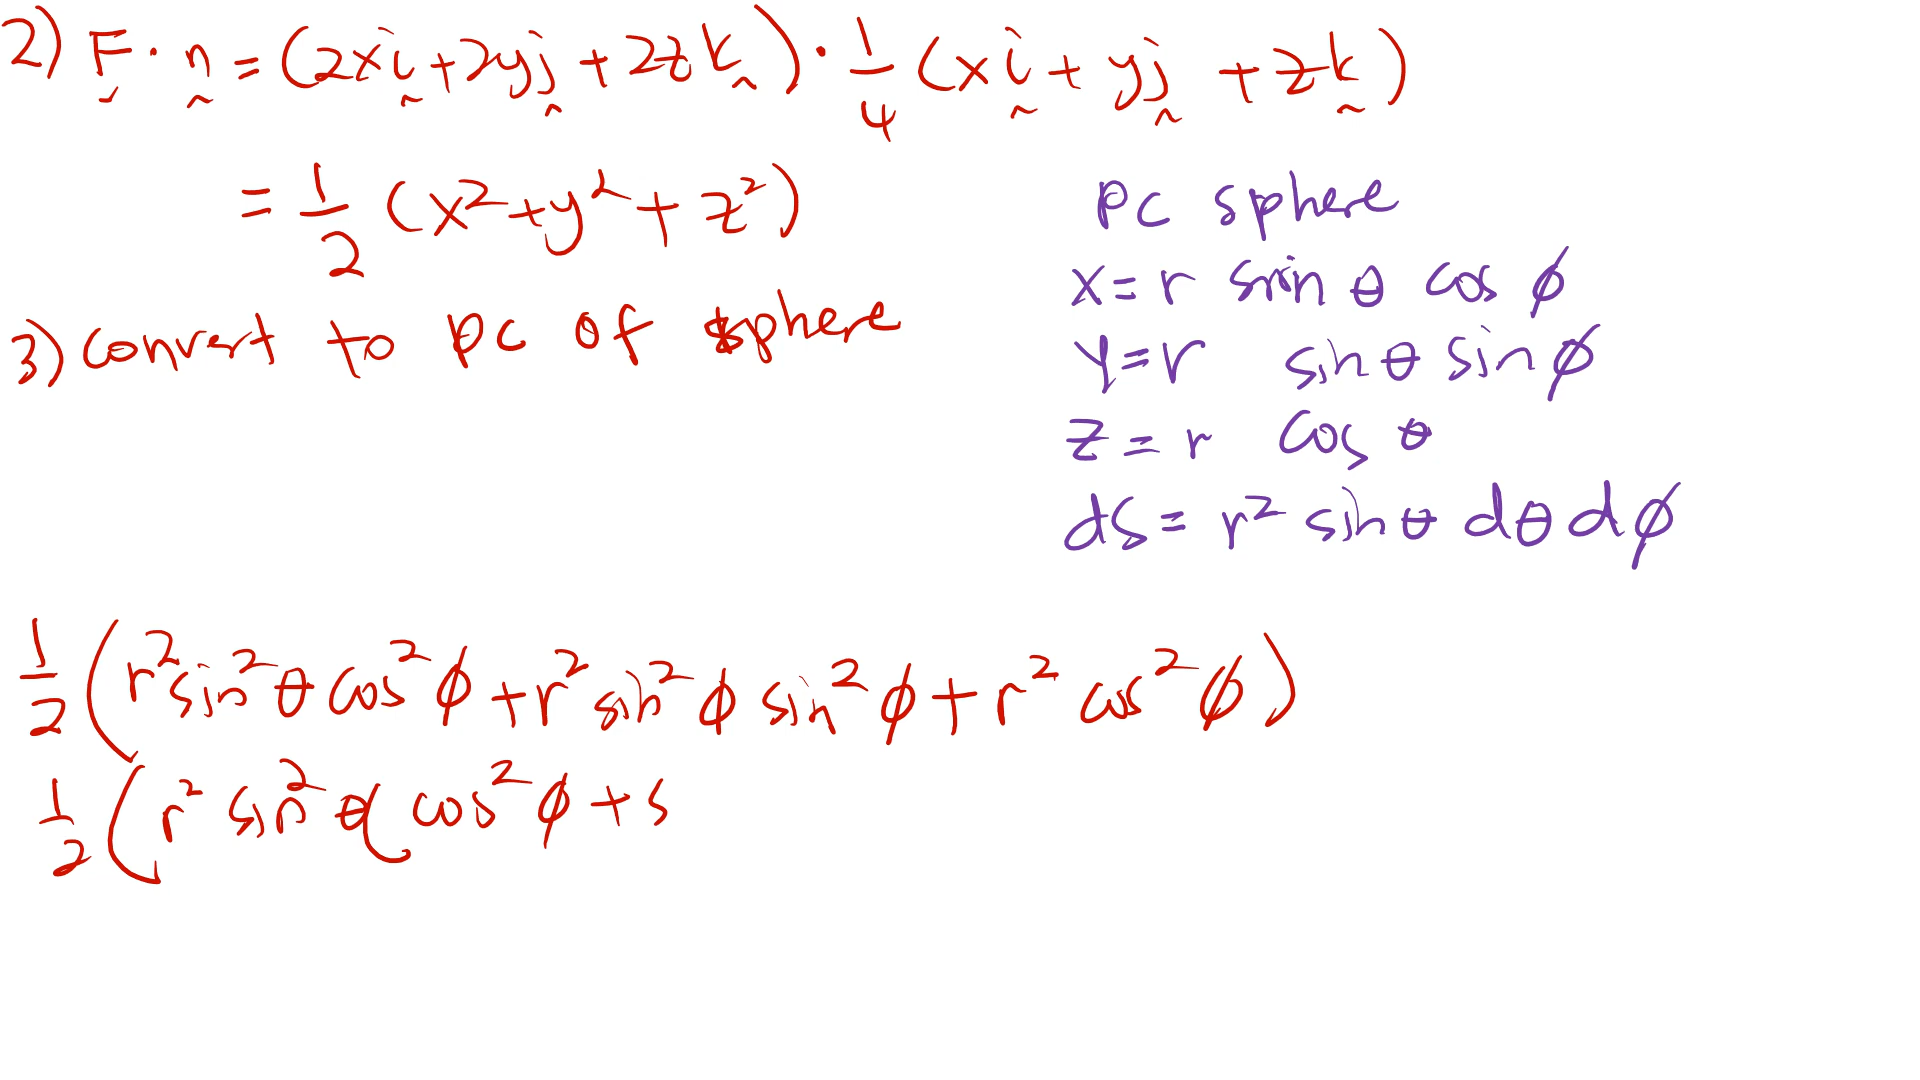 2) F · n = (2xi + 2yj + 2zk) · 1/4 (xi + yj + zk)
= 1/2 (x² + y² + z²)
3) convert to pc of sphere
pc sphere
x = r sin θ cos ϕ
y = r sin θ sin ϕ
z = r cos θ
ds = r² sin θ dθ dϕ
1/2 (r² sin² θ cos² ϕ + r² sin² ϕ sin² ϕ + r² cos² ϕ)
1/2 (r² sin² θ( cos² ϕ + s